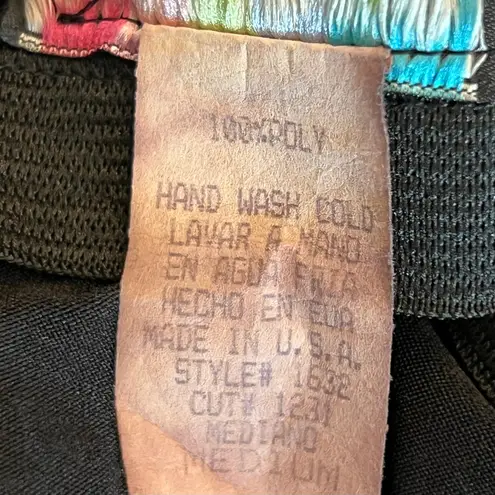 100% POLY
HAND WASH COLD
LAVAR A MANO
EN AGUA FRIA
HECHO EN EUA
MADE IN U.S.A.
STYLE# 1632
CUT# 1231
MEDIANO
MEDIUM